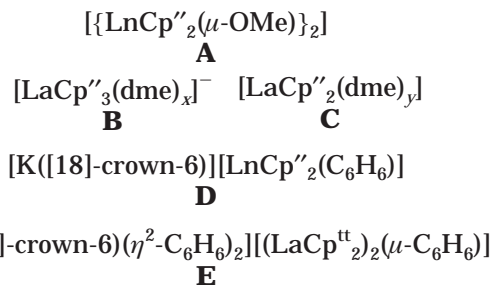 [{LnCp″₂(μ-OMe)}₂]
A
[LaCp″₃(dme)ₓ]⁻ [LaCp″₂(dme)ᵧ]
B C
[K([18]-crown-6)][LnCp″₂(C₆H₆)]
D
]-crown-6)(η²-C₆H₆)₂][(LaCpᵗᵗ₂)₂(μ-C₆H₆)]
E